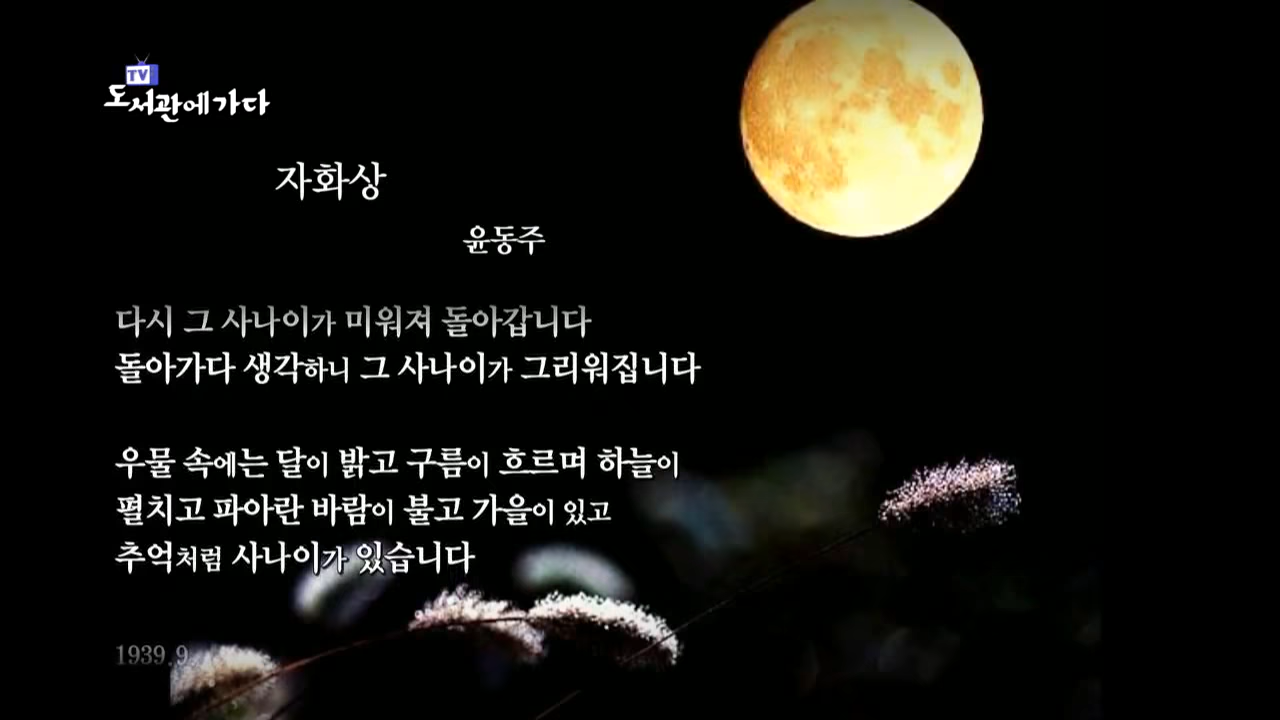 TV
도서관에가다
자화상
윤동주
다시 그 사나이가 미워져 돌아갑니다
돌아가다 생각하니 그 사나이가 그리워집니다
우물 속에는 달이 밝고 구름이 흐르며 하늘이
펼치고 파아란 바람이 불고 가을이 있고
추억처럼 사나이가 있습니다
1939.9.